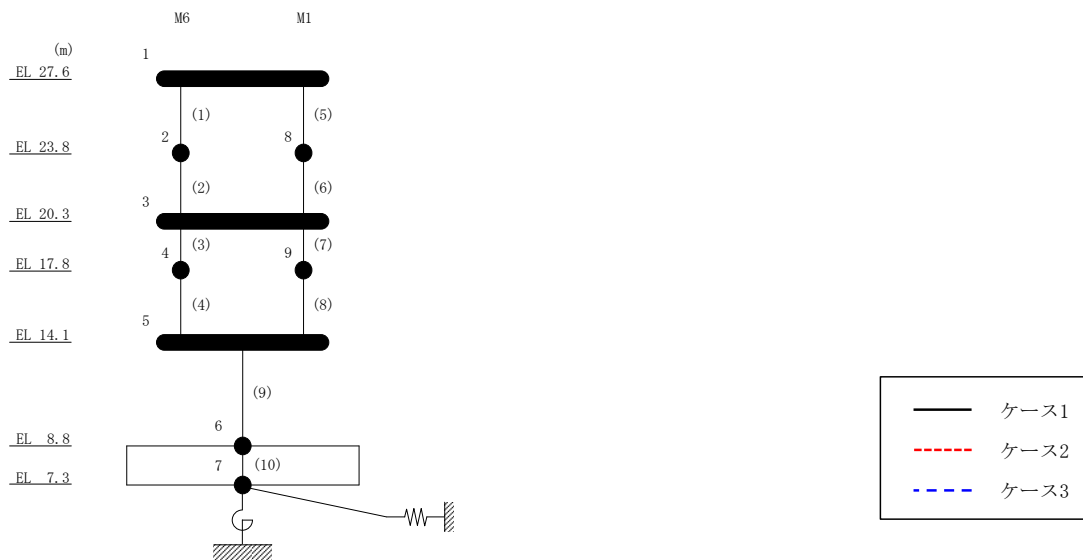 M6 M1
(m)
1
EL 27.6
(1) (5)
2 8
EL 23.8
(2) (6)
3
EL 20.3
(3) (7)
4 9
EL 17.8
(4) (8)
5
EL 14.1
(9)
ケース1
6
EL 8.8
ケース2
7 (10)
EL 7.3
ケース3